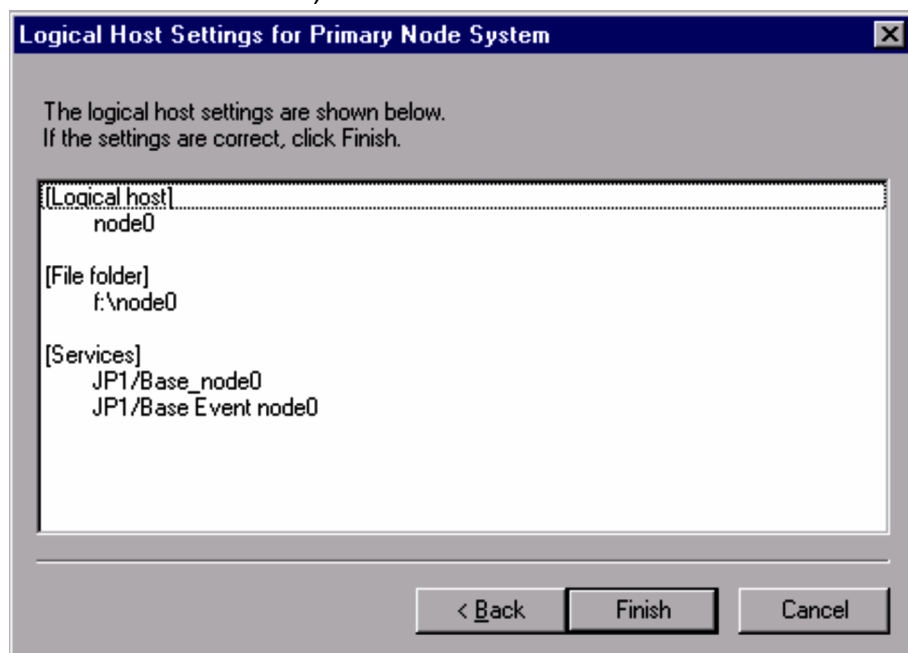 Logical Host Settings for Primary Node System
The logical host settings are shown below.
If the settings are correct, click Finish.
[Logical host]
node0
[File folder]
f:\node0
[Services]
JP1/Base_node0
JP1/Base Event node0
< Back
Finish
Cancel